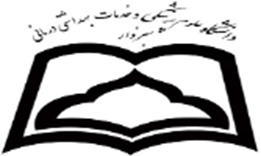 دانشگاه علوم پزشکی و خدمات بهداشتی درمانی
سبزوار